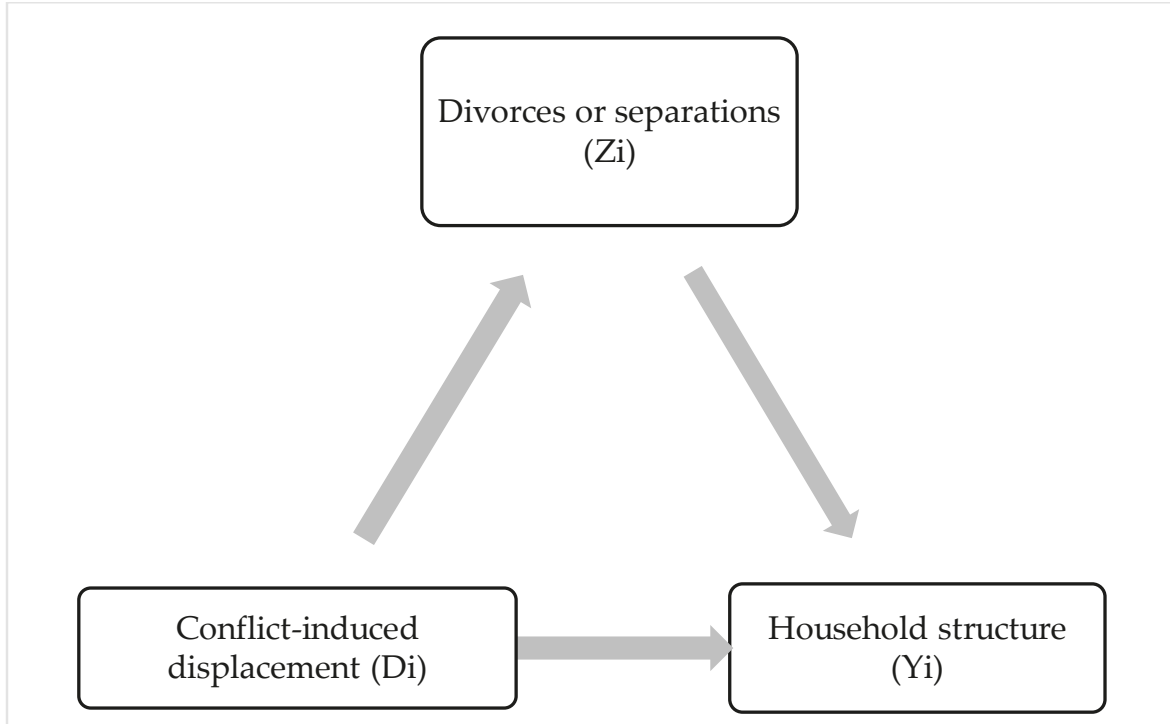 Divorces or separations
(Zi)
Conflict-induced
displacement (Di)
Household structure
(Yi)